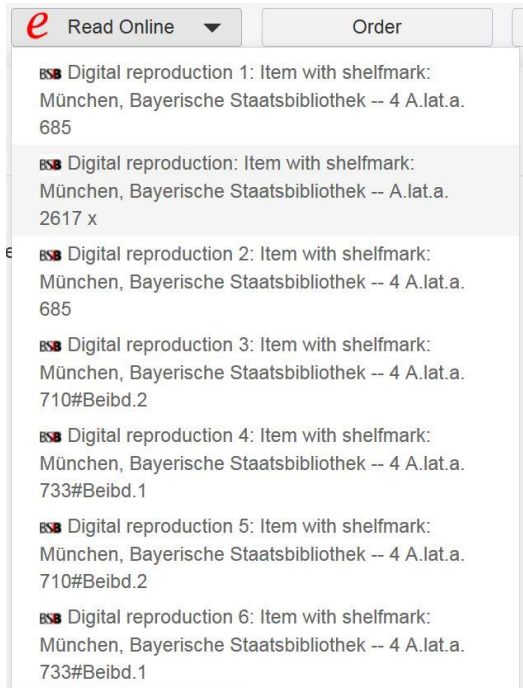 e Read Online Order
BSB Digital reproduction 1: Item with shelfmark:
München, Bayerische Staatsbibliothek -- 4 A.lat.a.
685
BSB Digital reproduction: Item with shelfmark:
München, Bayerische Staatsbibliothek -- A.lat.a.
2617 x
BSB Digital reproduction 2: Item with shelfmark:
München, Bayerische Staatsbibliothek -- 4 A.lat.a.
685
BSB Digital reproduction 3: Item with shelfmark:
München, Bayerische Staatsbibliothek -- 4 A.lat.a.
710#Beibd.2
BSB Digital reproduction 4: Item with shelfmark:
München, Bayerische Staatsbibliothek -- 4 A.lat.a.
733#Beibd.1
BSB Digital reproduction 5: Item with shelfmark:
München, Bayerische Staatsbibliothek -- 4 A.lat.a.
710#Beibd.2
BSB Digital reproduction 6: Item with shelfmark:
München, Bayerische Staatsbibliothek -- 4 A.lat.a.
733#Beibd.1